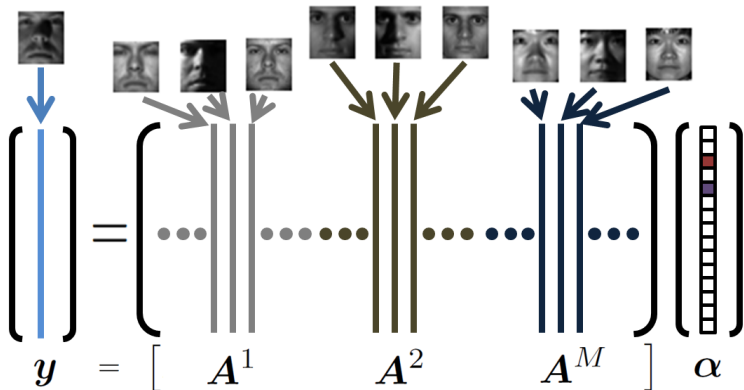 =
y = [ A^1 A^2 A^M ] α